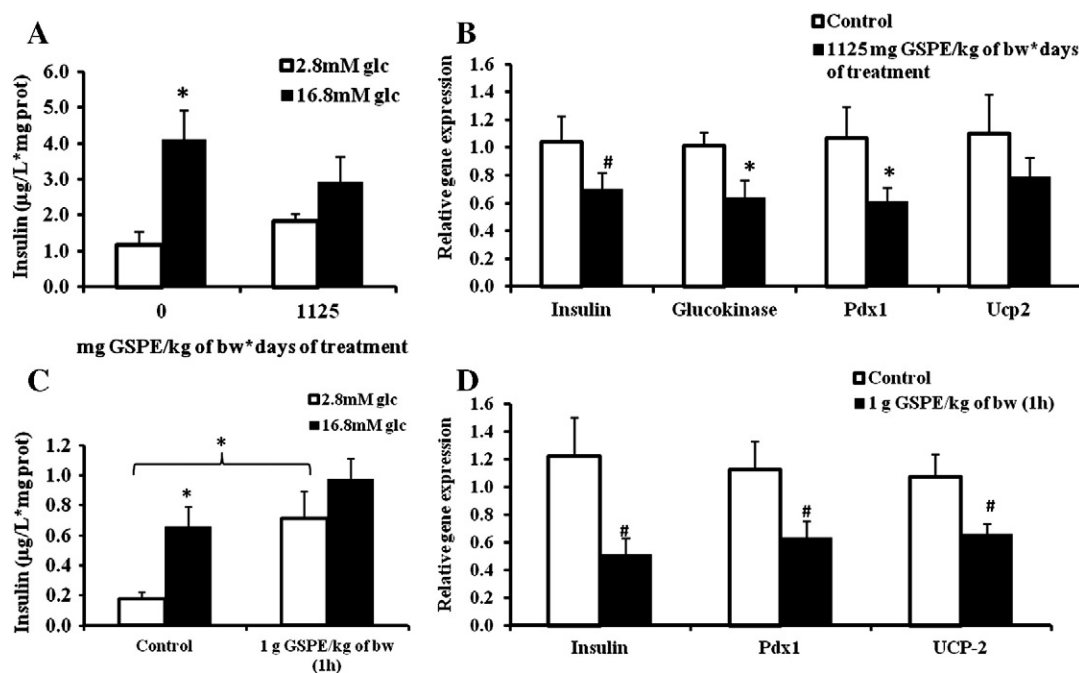 A
2.8mM glc
16.8mM glc
Insulin (µg/L*mg prot)
6.0
5.0
4.0
3.0
2.0
1.0
0.0
*
0
1125
mg GSPE/kg of bw*days of treatment
B
Control
1125 mg GSPE/kg of bw*days
of treatment
Relative gene expression
1.6
1.4
1.2
1.0
0.8
0.6
0.4
0.2
0.0
#
*
*
Insulin
Glucokinase
Pdx1
Ucp2
C
2.8mM glc
16.8mM glc
Insulin (µg/L*mg prot)
1.2
1.0
0.8
0.6
0.4
0.2
0.0
*
*
Control
1 g GSPE/kg of bw
(1h)
D
Control
1 g GSPE/kg of bw (1h)
Relative gene expression
1.6
1.4
1.2
1.0
0.8
0.6
0.4
0.2
0.0
#
#
#
Insulin
Pdx1
UCP-2